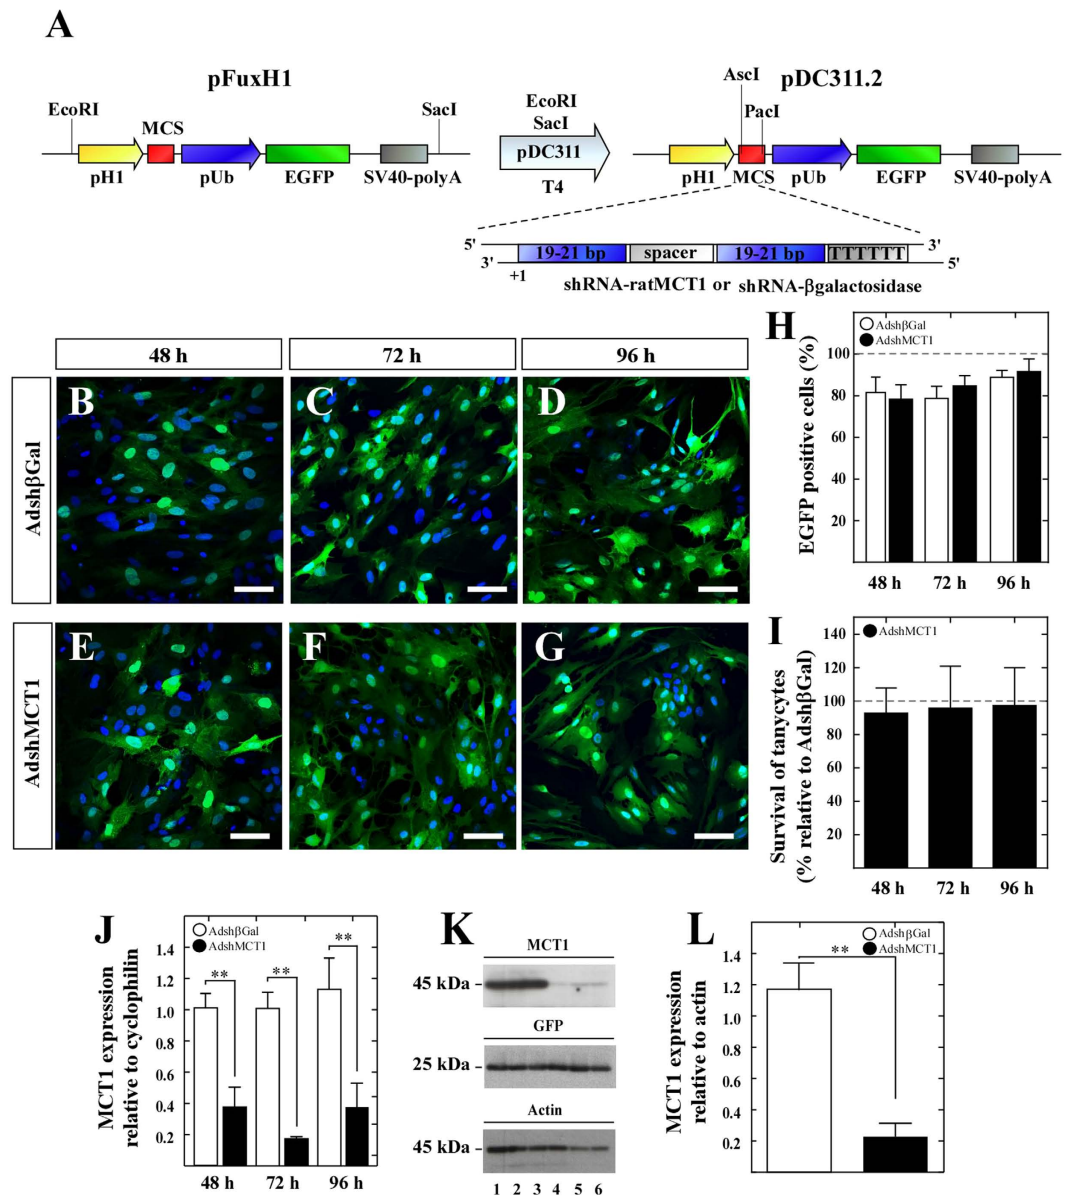 A
pFuxH1
EcoRI
SacI
MCS
pH1
pUb
EGFP
SV40-polyA
EcoRI
SacI
pDC311
T4
pDC311.2
AscI
PacI
pH1
MCS
pUb
EGFP
SV40-polyA
5'
3'
19-21 bp
spacer
19-21 bp
TTTTTT
3'
5'
+1
shRNA-ratMCT1 or shRNA-βgalactosidase
48 h
72 h
96 h
AdshβGal
B
C
D
AdshMCT1
E
F
G
H
AdshβGal
AdshMCT1
EGFP positive cells (%)
100
80
60
40
20
48 h
72 h
96 h
I
AdshMCT1
Survival of tanycytes
(% relative to AdshβGal)
140
120
100
80
60
40
20
48 h
72 h
96 h
J
AdshβGal
AdshMCT1
MCT1 expression
relative to cyclophilin
1.4
1.2
1.0
0.8
0.6
0.4
0.2
**
**
**
48 h
72 h
96 h
K
MCT1
45 kDa
GFP
25 kDa
Actin
45 kDa
1 2 3 4 5 6
L
AdshβGal
AdshMCT1
MCT1 expression
relative to actin
1.4
1.2
1.0
0.8
0.6
0.4
0.2
**